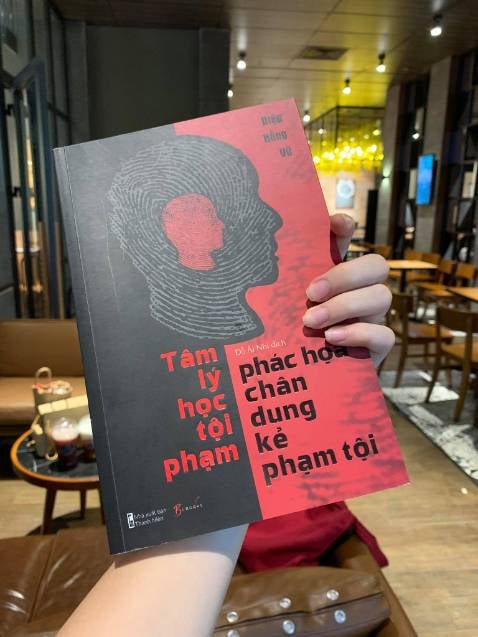 Diệp
Hồng
Vũ
Đỗ Ái Nhi dịch
Tâm
lý
học
tội
phạm
phác họa
chân
dung
kẻ
phạm tội
Nhà xuất bản
Thanh Niên
BỤBOOKS